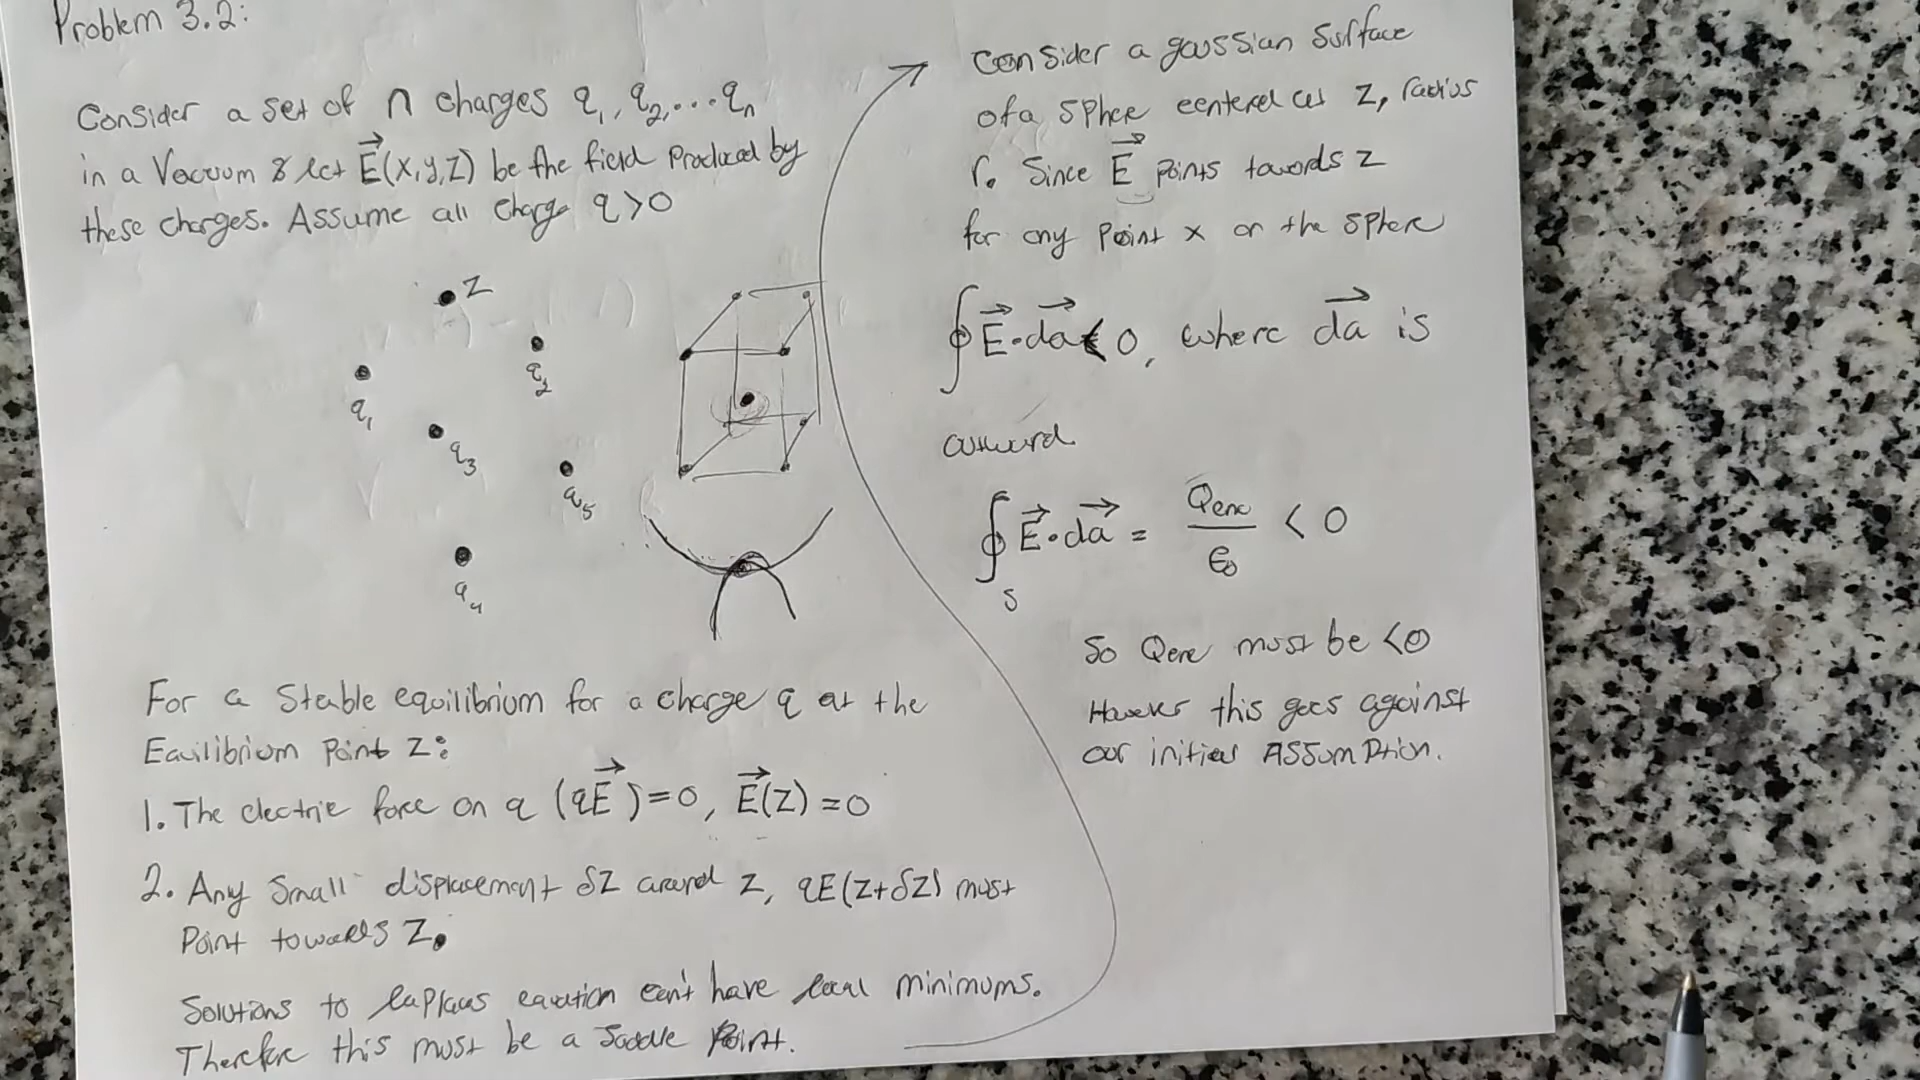 Problem 3.2:
Consider a set of n charges q₁, q₂,...qₙ
in a Vacuum & let E⃗(x,y,z) be the field produced by
these charges. Assume all charge q>0
z
q₂
q₁
q₃
q₅
q₄
For a Stable equilibrium for a charge q at the
Equilibrium Point z:
1. The electric force on q (qE⃗)=0, E⃗(z)=0
2. Any Small displacement δz around z, qE(z+δz) must
Point towards z.
Solutions to laplaces equation can't have local minimums.
Therefore this must be a saddle point.
Consider a gaussian surface
of a sphere centered at z, radius
r. Since E⃗ points towards z
for any point x on the sphere
∮E⃗·da⃗<0, where da⃗ is
outward
∮E⃗·da⃗ = Qenc/ε₀ < 0
S
So Qenc must be <0
However this goes against
our initial ASSumption.